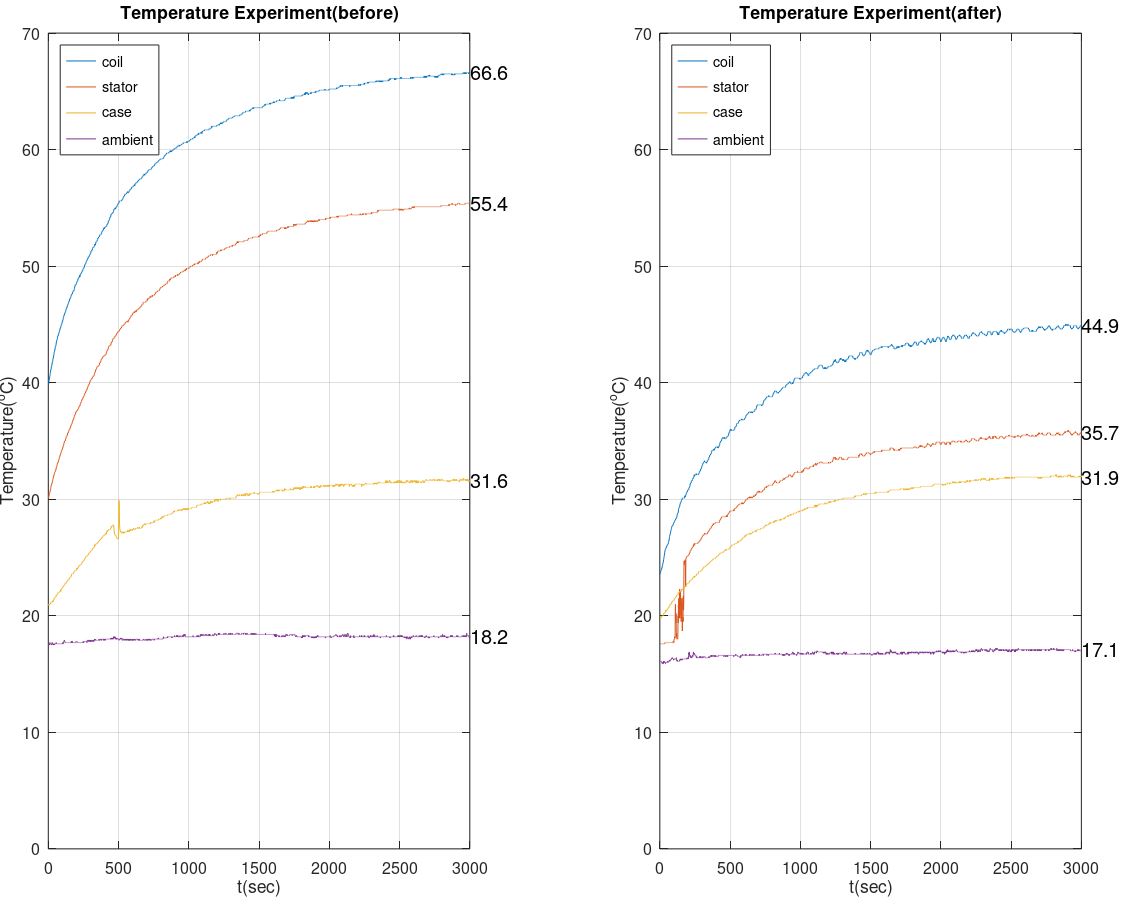 Temperature Experiment(before)
70
60
50
40
30
20
10
0
Temperature(°C)
coil
stator
case
ambient
66.6
55.4
31.6
18.2
0 500 1000 1500 2000 2500 3000
t(sec)
Temperature Experiment(after)
70
60
50
40
30
20
10
0
Temperature(°C)
coil
stator
case
ambient
44.9
35.7
31.9
17.1
0 500 1000 1500 2000 2500 3000
t(sec)